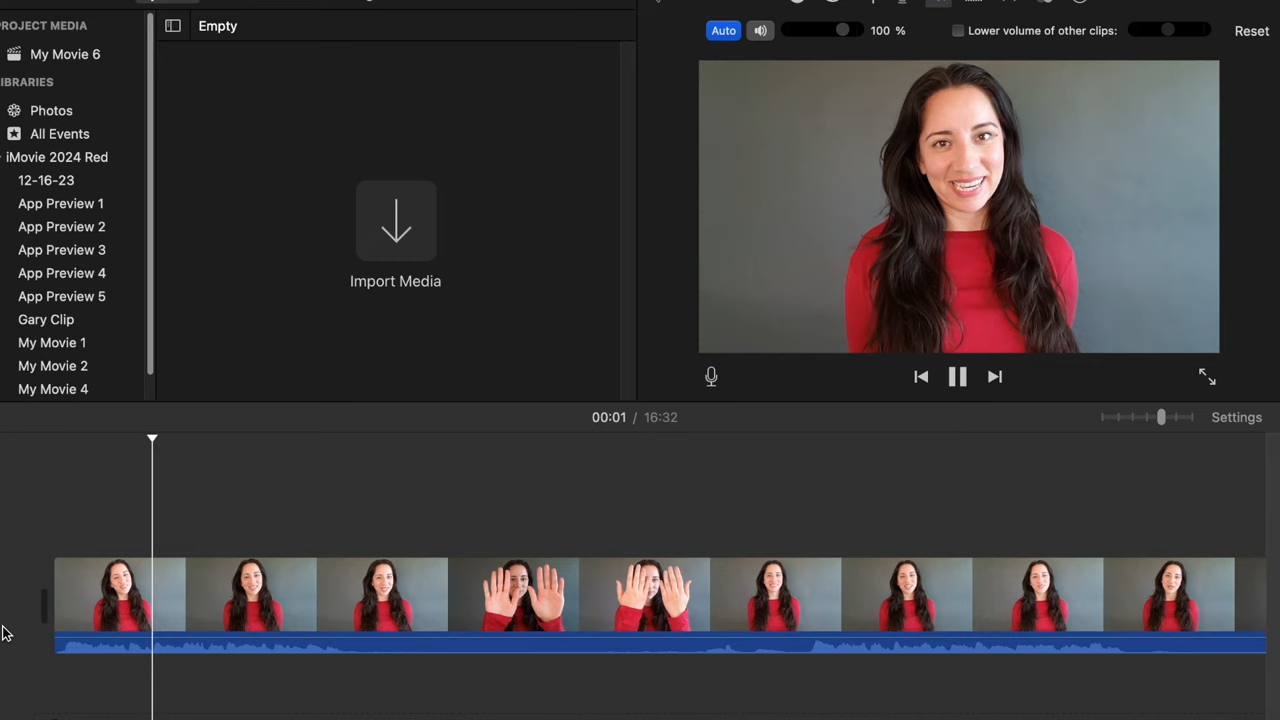 PROJECT MEDIA
My Movie 6
IBRARIES
Photos
All Events
iMovie 2024 Red
12-16-23
App Preview 1
App Preview 2
App Preview 3
App Preview 4
App Preview 5
Gary Clip
My Movie 1
My Movie 2
My Movie 4
Empty
Import Media
Auto
100 %
Lower volume of other clips:
Reset
00:01 / 16:32
Settings